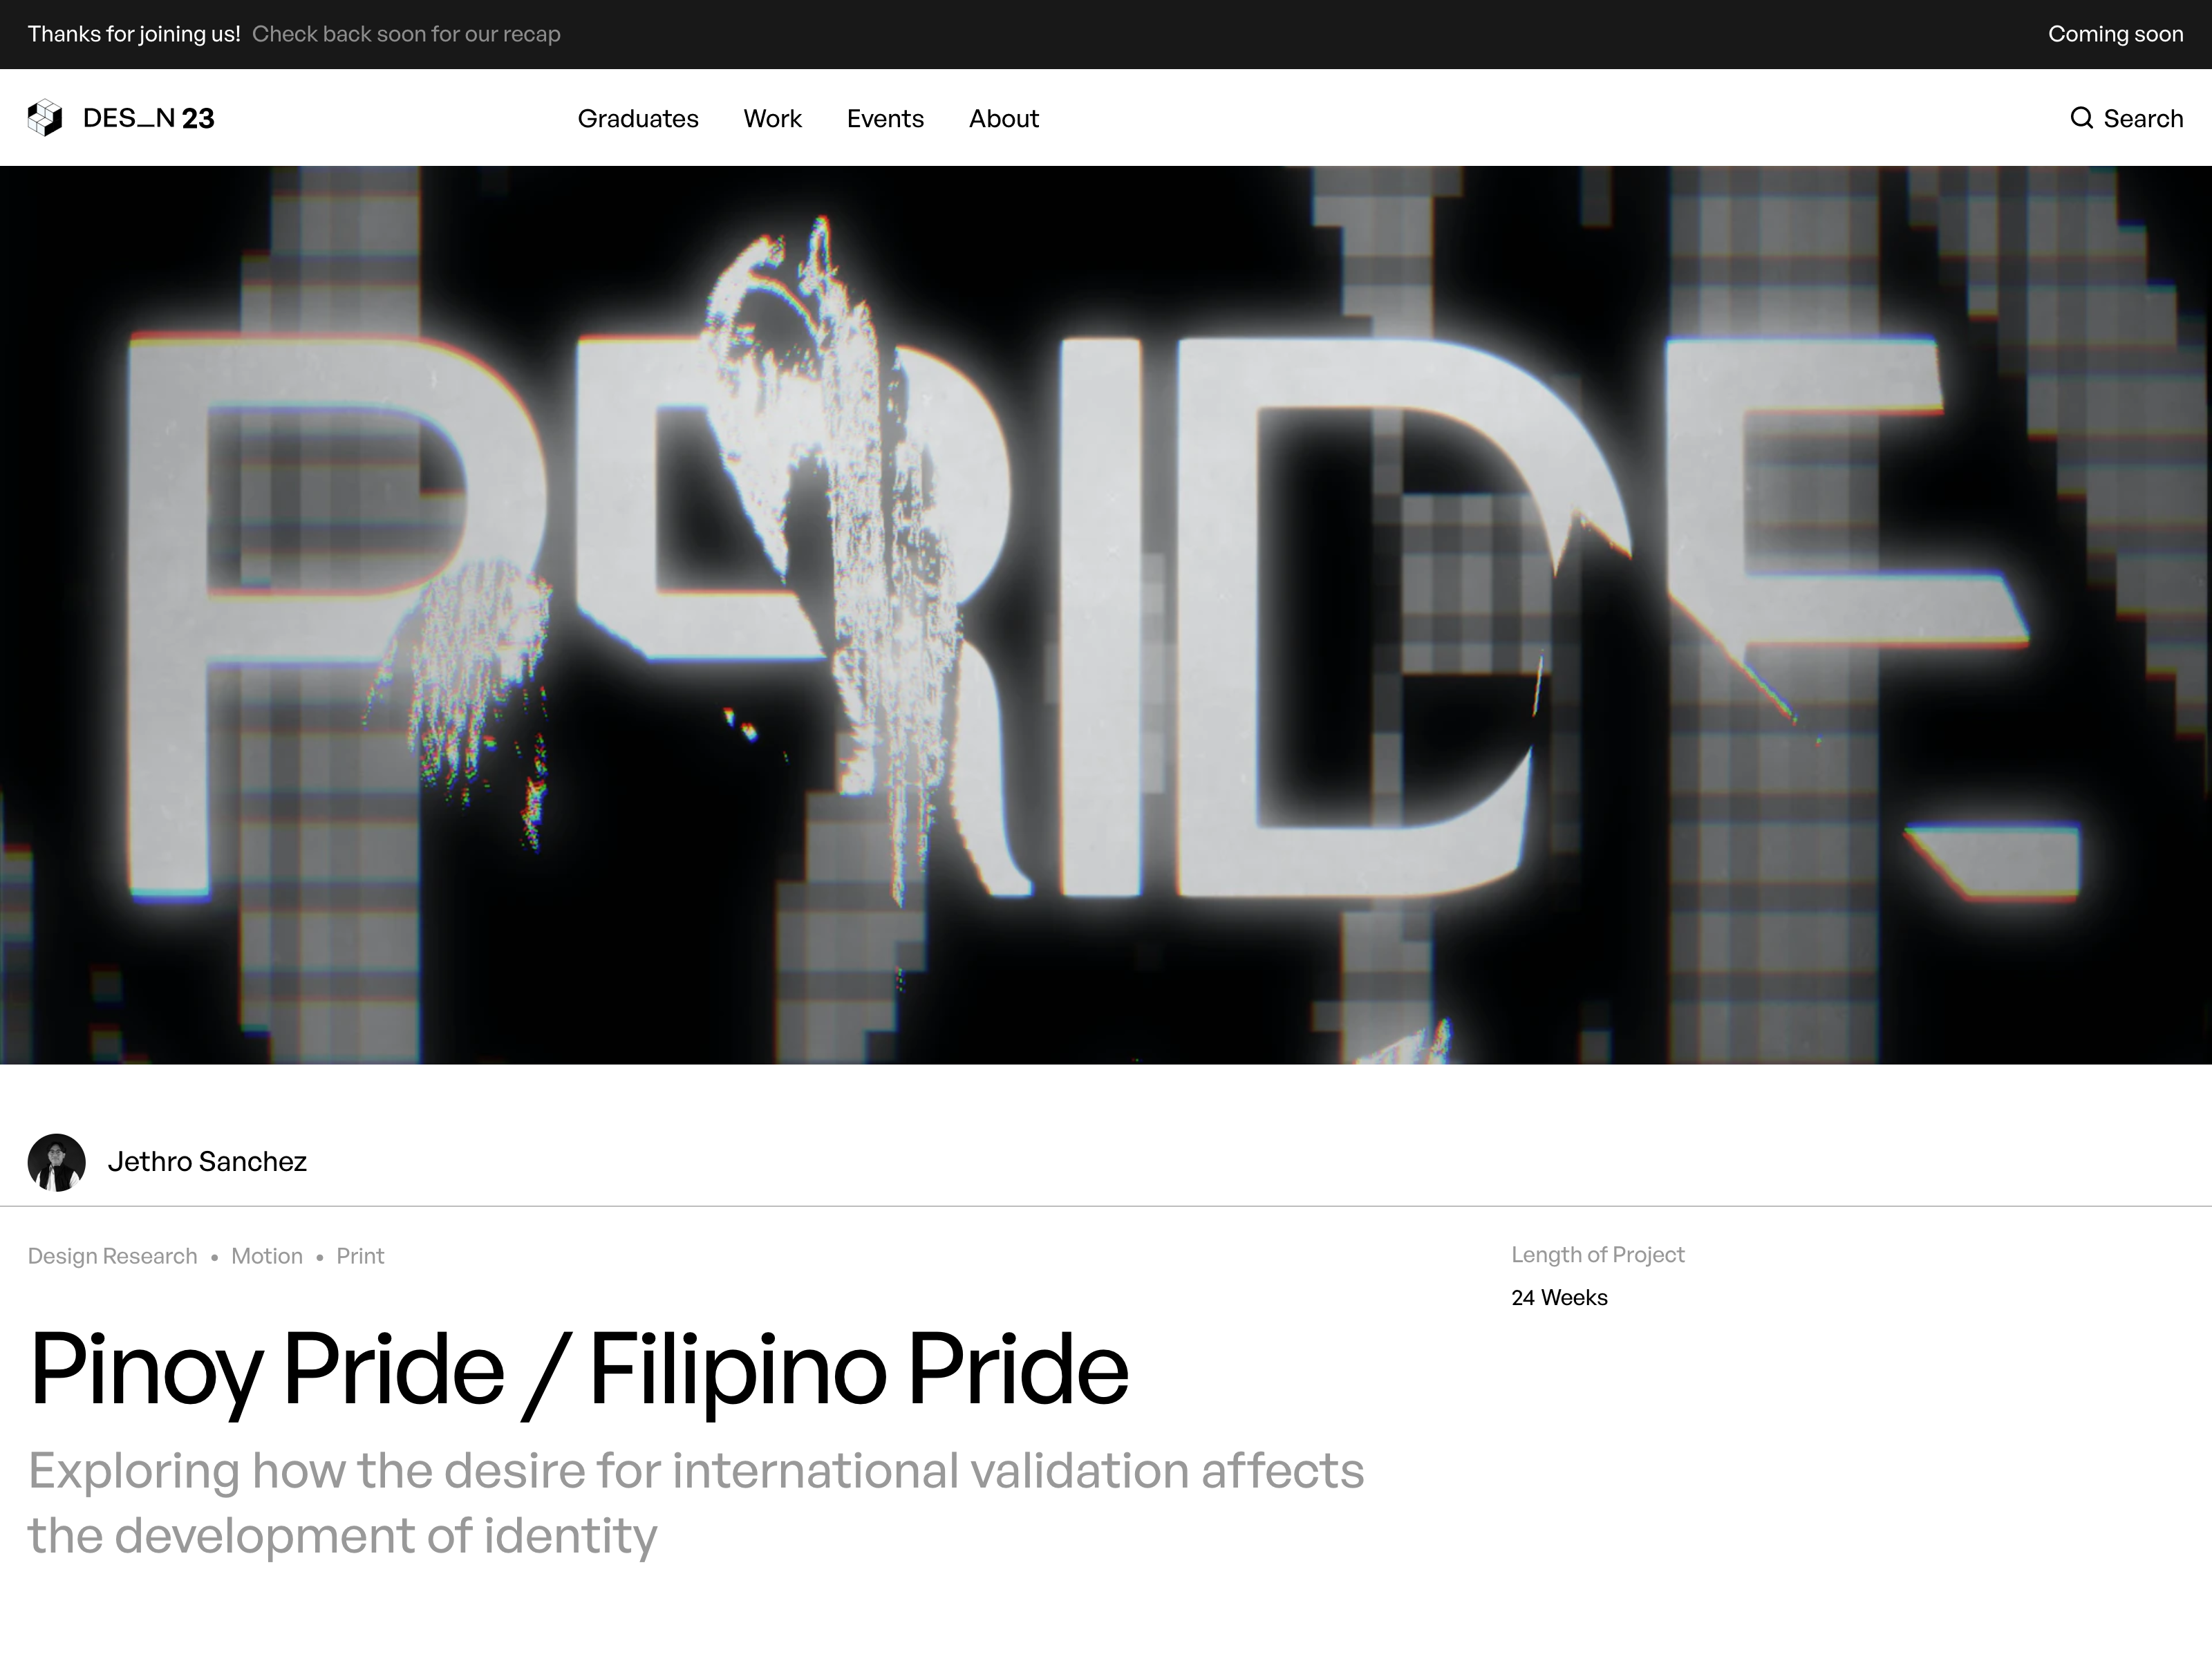 Thanks for joining us! Check back soon for our recap
Coming soon
DES_N 23
Graduates
Work
Events
About
Search
PRIDE
Jethro Sanchez
Design Research • Motion • Print
Length of Project
24 Weeks
Pinoy Pride / Filipino Pride
Exploring how the desire for international validation affects
the development of identity